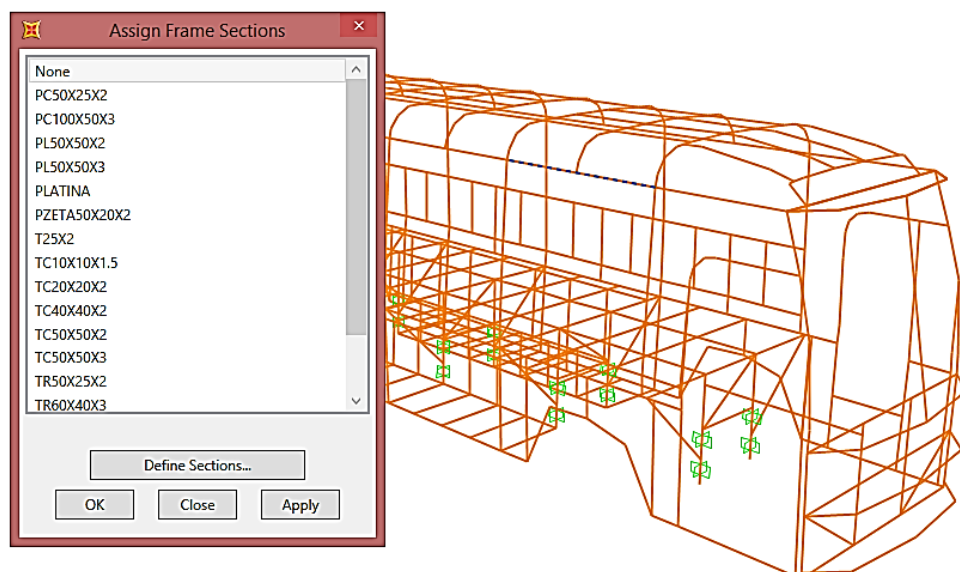 Assign Frame Sections
None
PC50X25X2
PC100X50X3
PL50X50X2
PL50X50X3
PLATINA
PZETA50X20X2
T25X2
TC10X10X1.5
TC20X20X2
TC40X40X2
TC50X50X2
TC50X50X3
TR50X25X2
TR60X40X3
Define Sections...
OK Close Apply